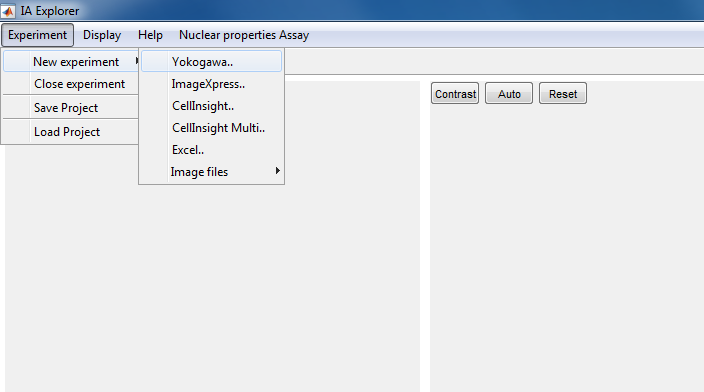 IA Explorer
Experiment Display Help Nuclear properties Assay
New experiment
Close experiment
Save Project
Load Project
Yokogawa..
ImageXpress..
CellInsight..
CellInsight Multi..
Excel..
Image files
Contrast Auto Reset